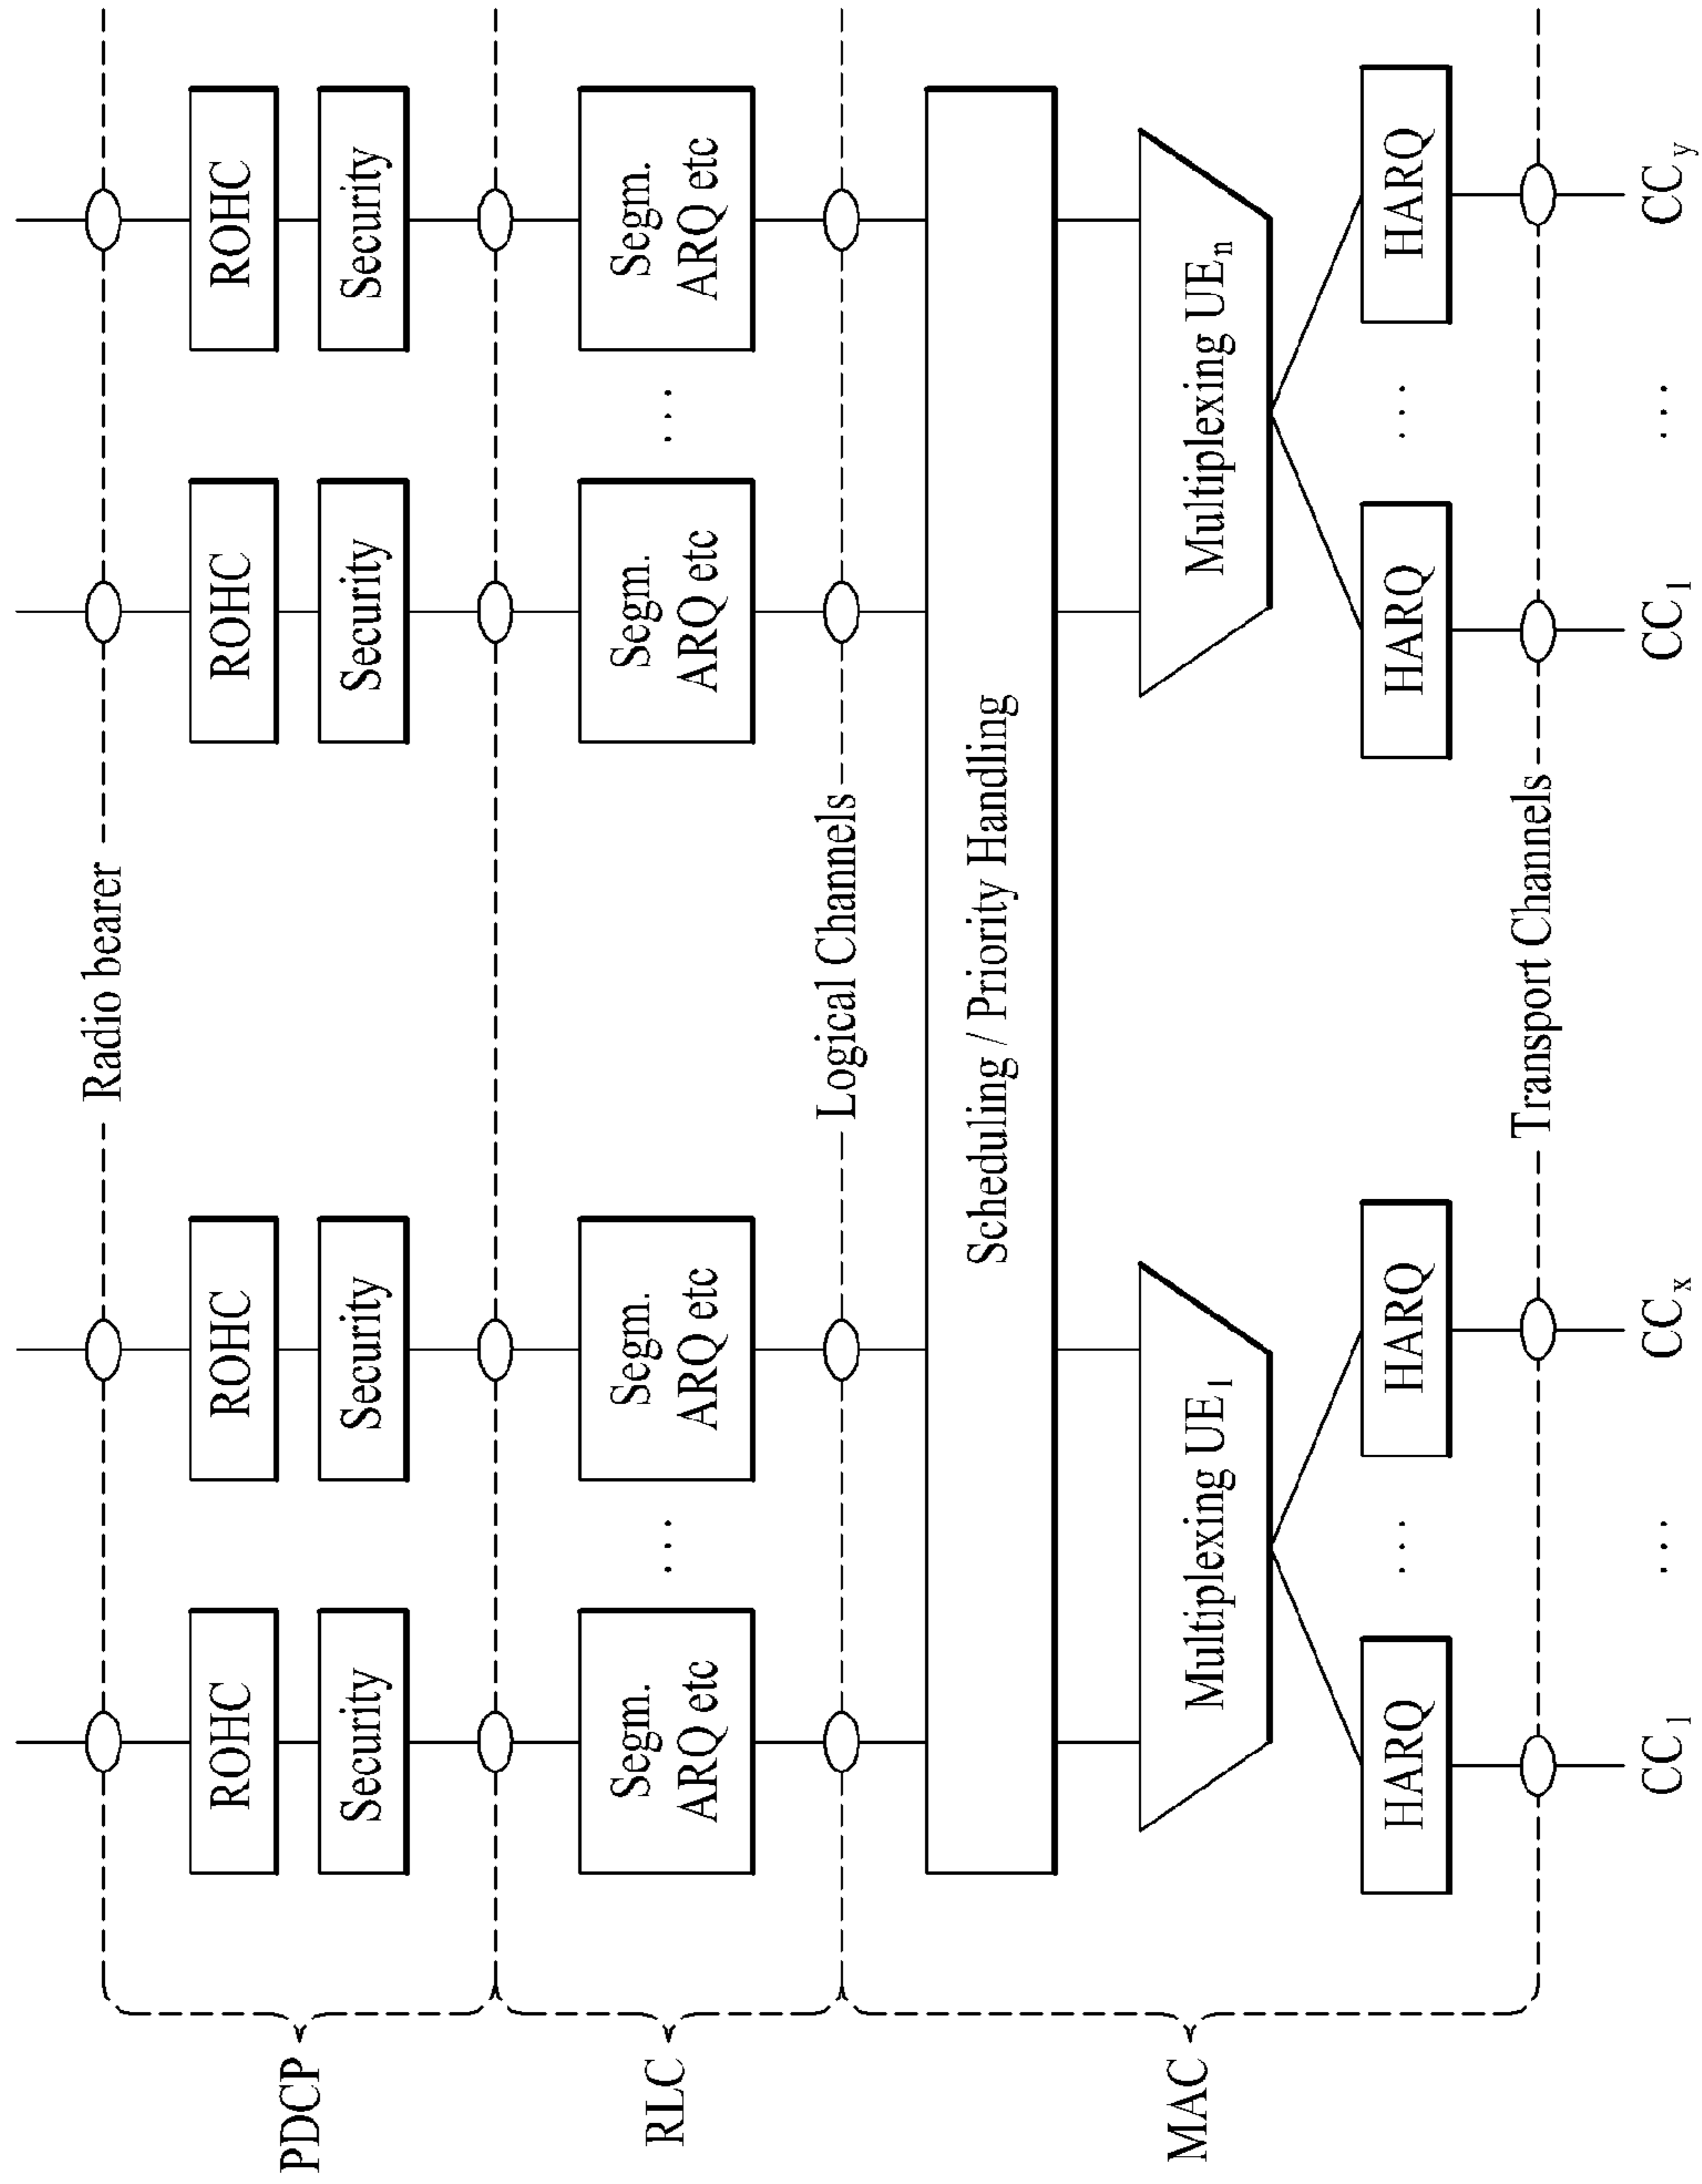 Radio bearer
ROHC
ROHC
ROHC
ROHC
PDCP
Security
Security
Security
Security
RLC
Segm.
ARQ etc
...
Segm.
ARQ etc
Segm.
ARQ etc
...
Segm.
ARQ etc
Logical Channels
Scheduling / Priority Handling
MAC
Multiplexing UE₁
Multiplexing UEₙ
HARQ
...
HARQ
HARQ
...
HARQ
Transport Channels
CC₁
...
CCₓ
CC₁
...
CCy